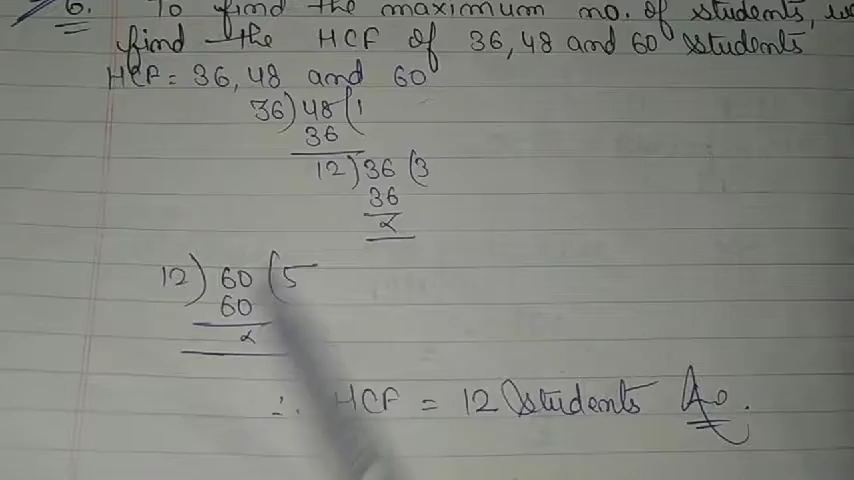 6. To find the maximum no. of students, we
find the HCF of 36, 48 and 60 students
HCF = 36, 48 and 60
36) 48 (1
36
12) 36 (3
36
x
12) 60 (5
60
x
∴ HCF = 12 students